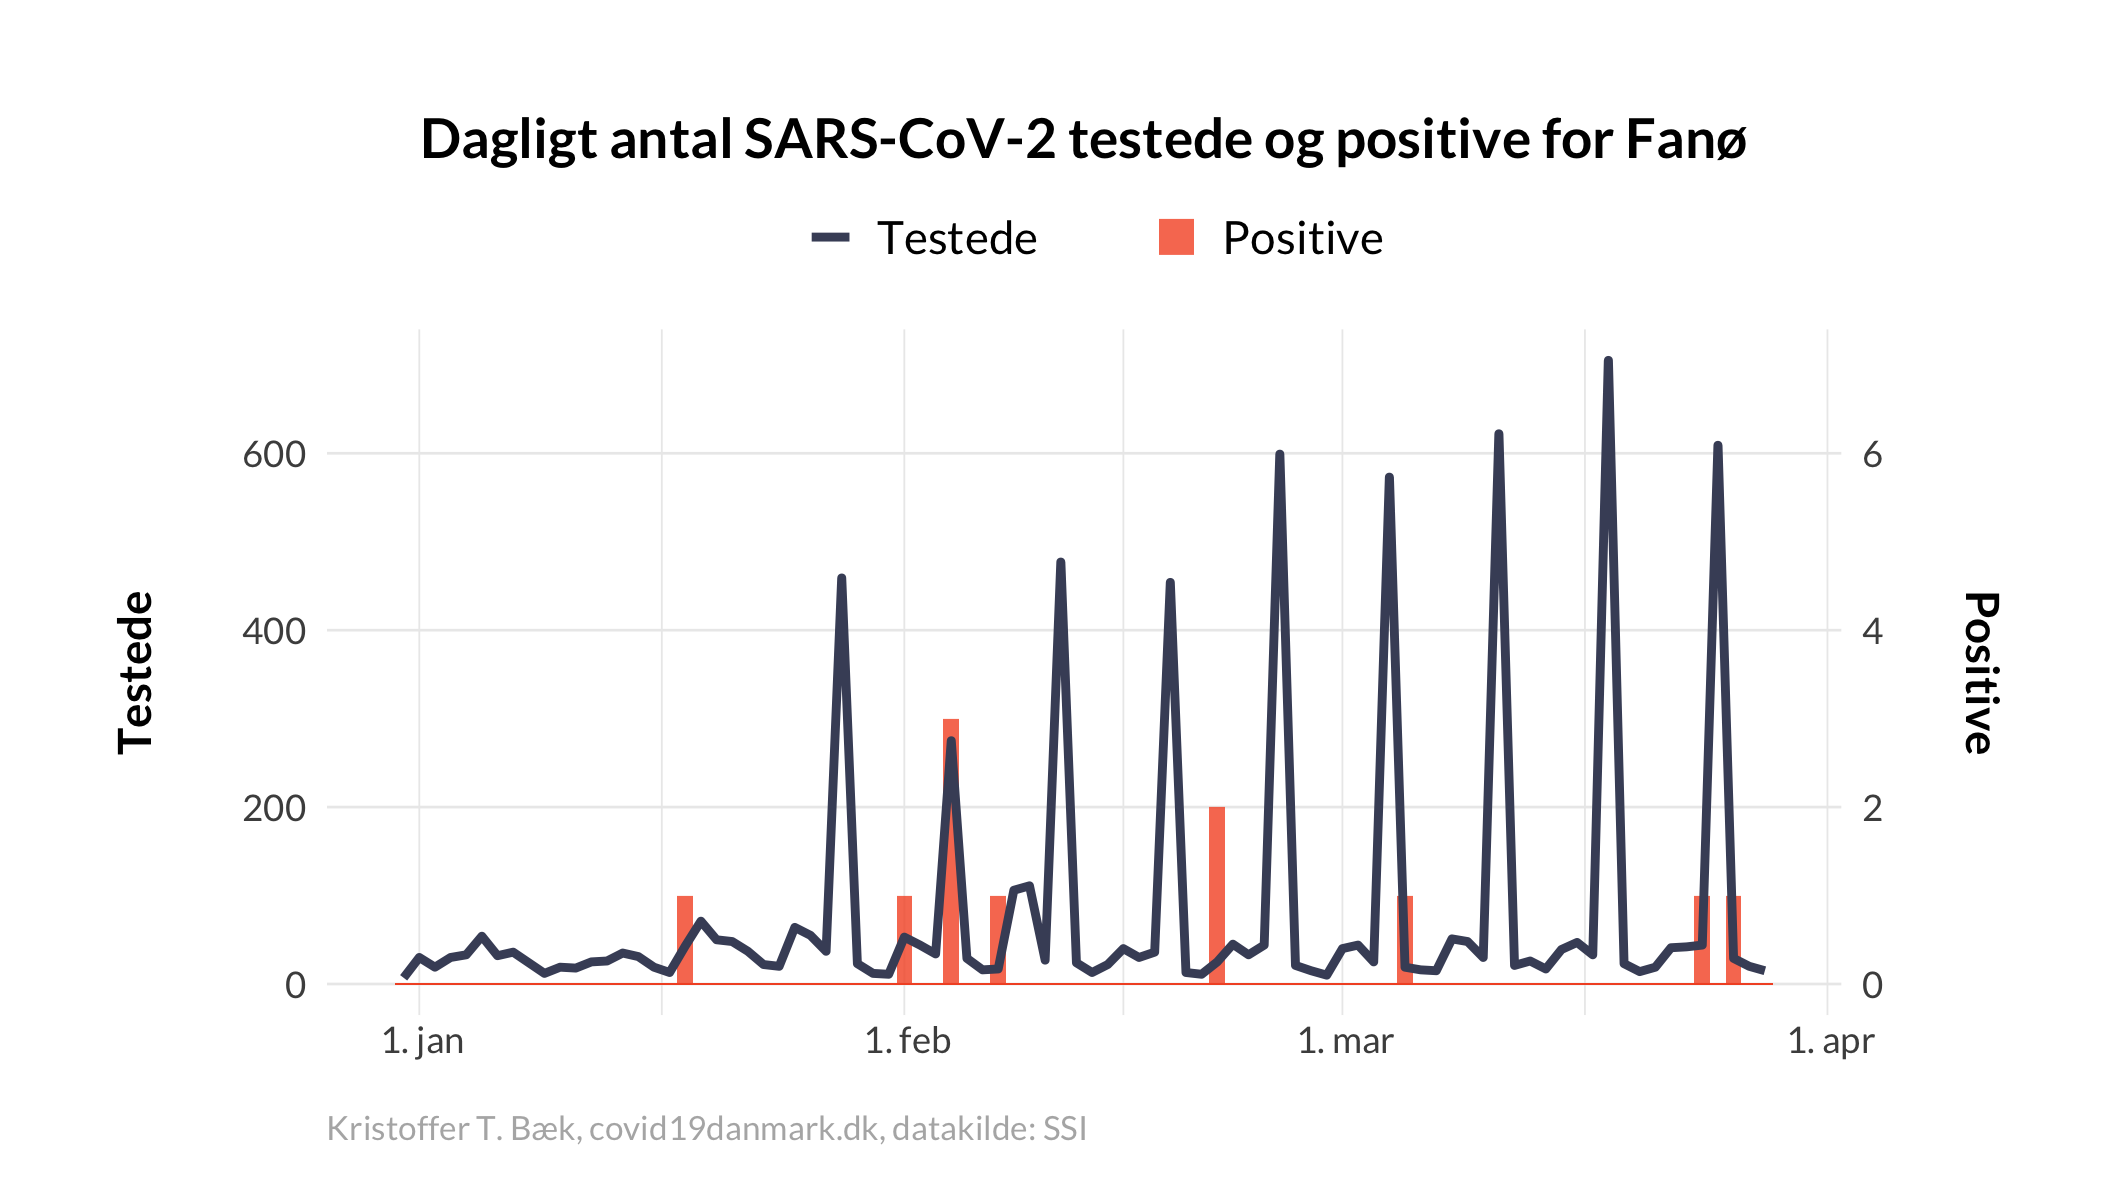 Dagligt antal SARS-CoV-2 testede og positive for Fanø
Testede Positive
600 6
400 4
200 2
0 0
Testede
Positive
1. jan 1. feb 1. mar 1. apr
Kristoffer T. Bæk, covid19danmark.dk, datakilde: SSI